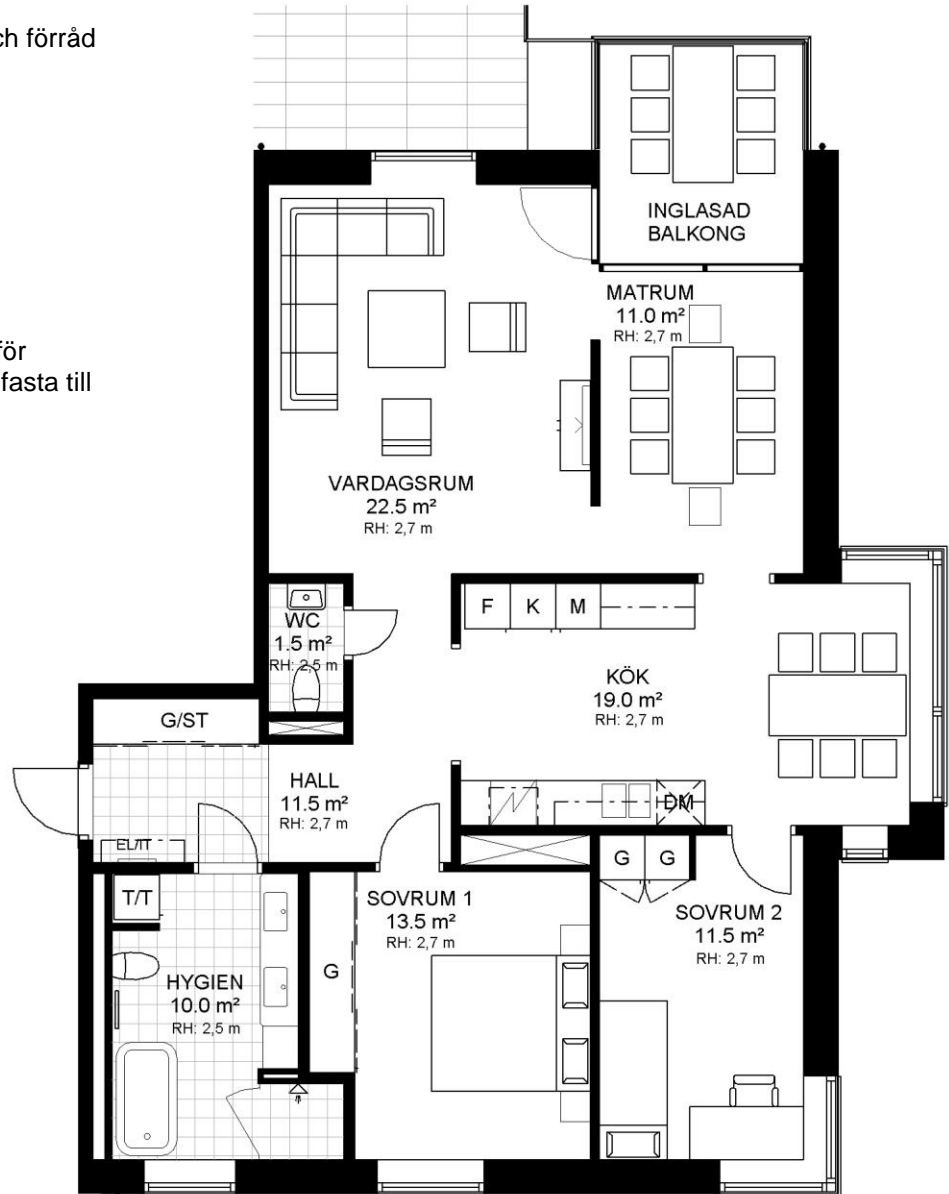 ch förråd
INGLASAD
BALKONG
MATRUM
11.0 m²
RH: 2,7 m
för
fasta till
VARDAGSRUM
22.5 m²
RH: 2,7 m
WC
1.5 m²
RH: 2,5 m
F K M
KÖK
19.0 m²
RH: 2,7 m
G/ST
HALL
11.5 m²
RH: 2,7 m
DM
EL/IT
T/T
G G
SOVRUM 1
13.5 m²
RH: 2,7 m
SOVRUM 2
11.5 m²
RH: 2,7 m
G
HYGIEN
10.0 m²
RH: 2,5 m